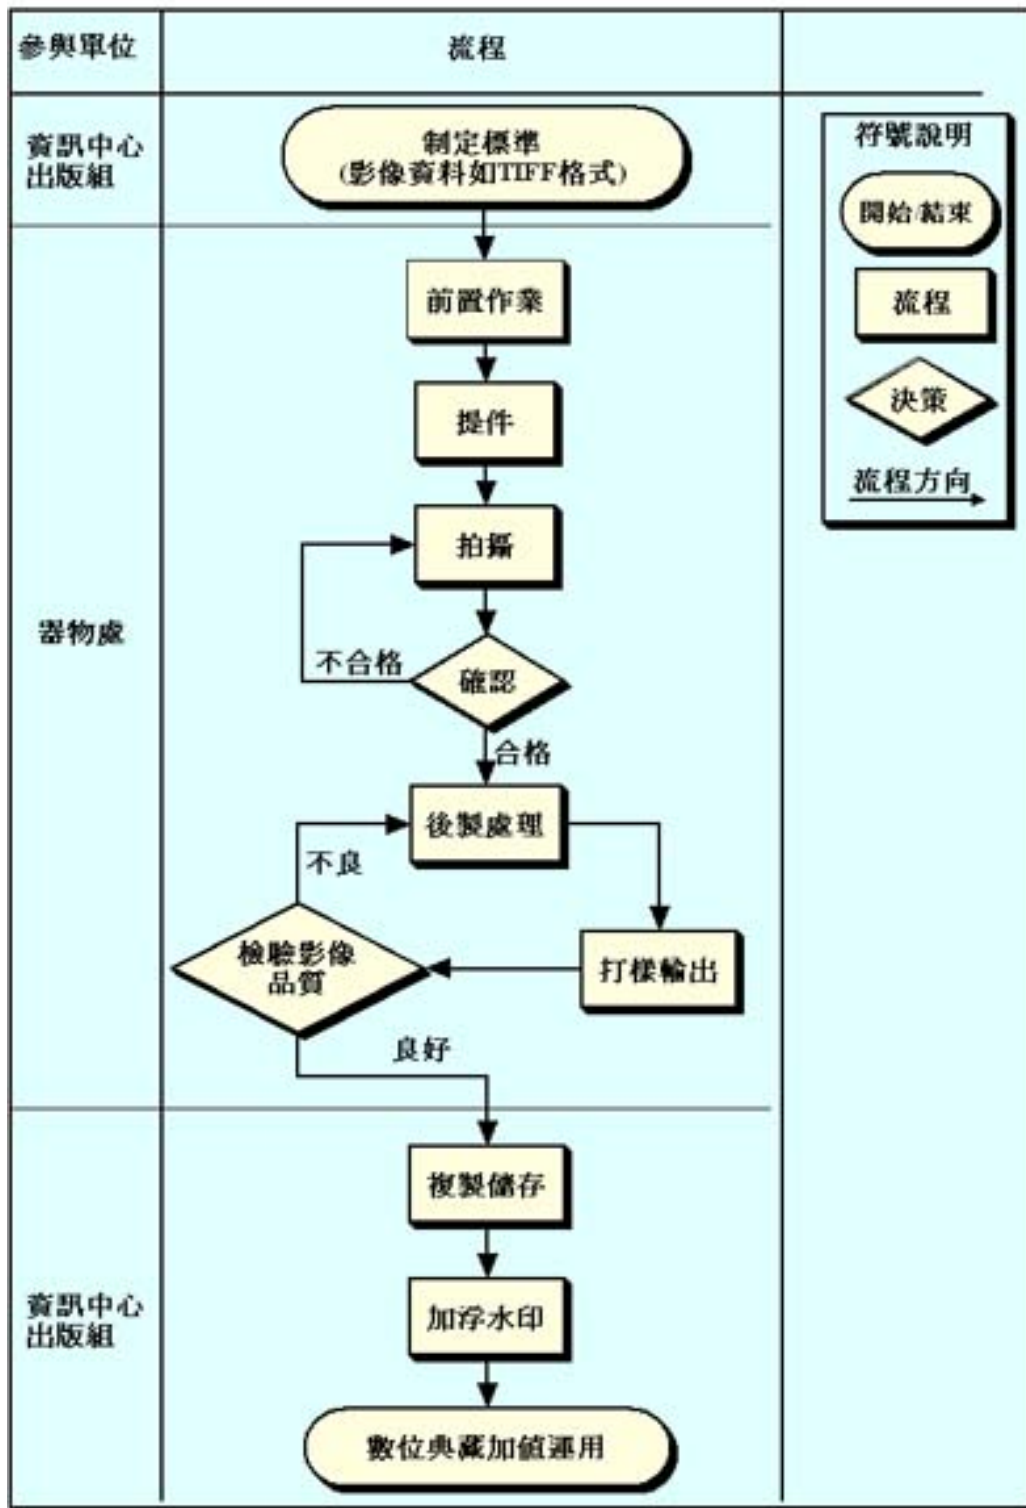 參與單位
流程
資訊中心
出版組
制定標準
(影像資料如TIFF格式)
符號說明
開始/結束
流程
決策
流程方向
器物處
前置作業
提件
拍攝
確認
不合格
合格
後製處理
不良
檢驗影像
品質
打樣輸出
良好
資訊中心
出版組
複製儲存
加浮水印
數位典藏加值運用